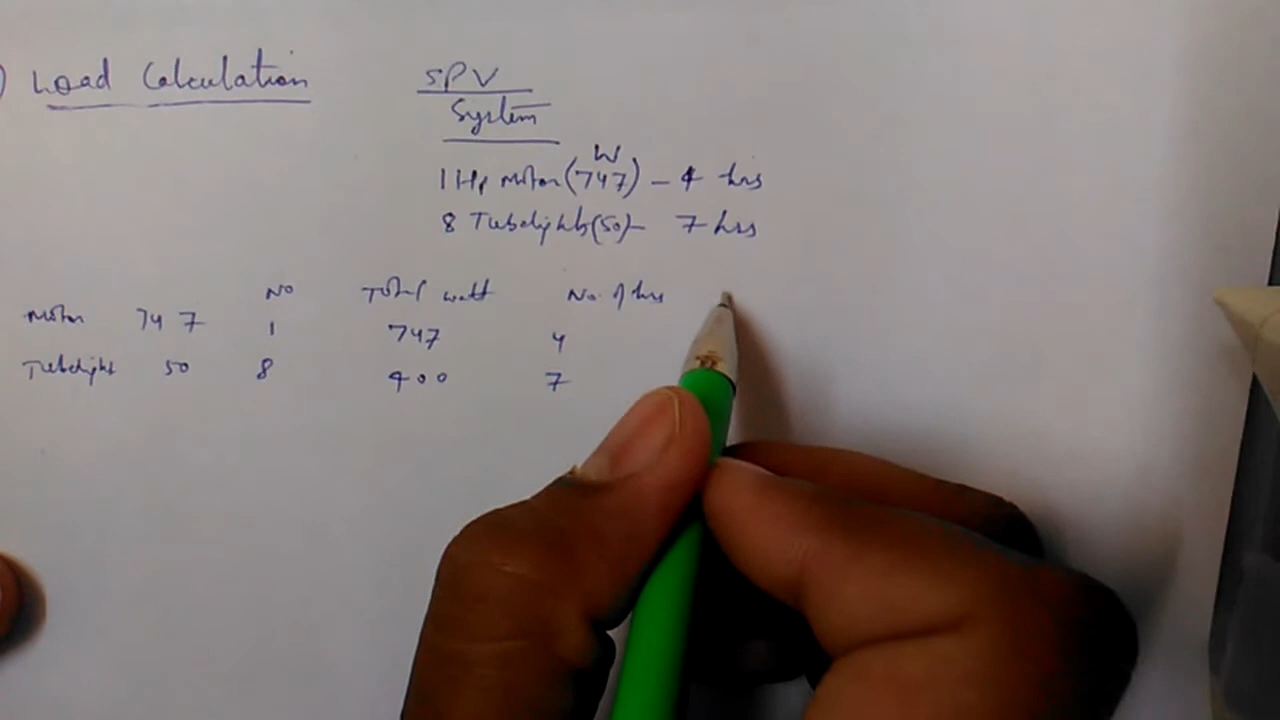 ) Load Calculation SPV
System
W
1 Hp Motor (747) - 4 hrs
8 Tubelights (50) - 7 hrs
No Total watt No. of hrs
Motor 747 1 747 4
Tubelight 50 8 400 7